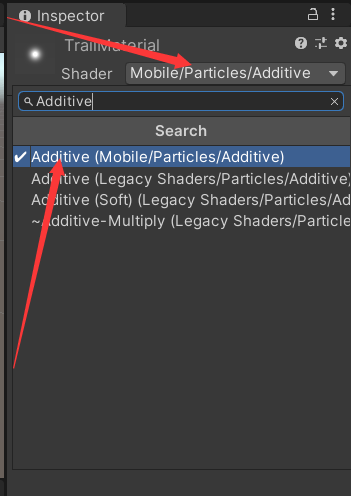 Inspector
TrailMaterial
Shader
Mobile/Particles/Additive
Additive
Search
Additive (Mobile/Particles/Additive)
Additive (Legacy Shaders/Particles/Additive)
Additive (Soft) (Legacy Shaders/Particles/Ad
~Additive-Multiply (Legacy Shaders/Particle